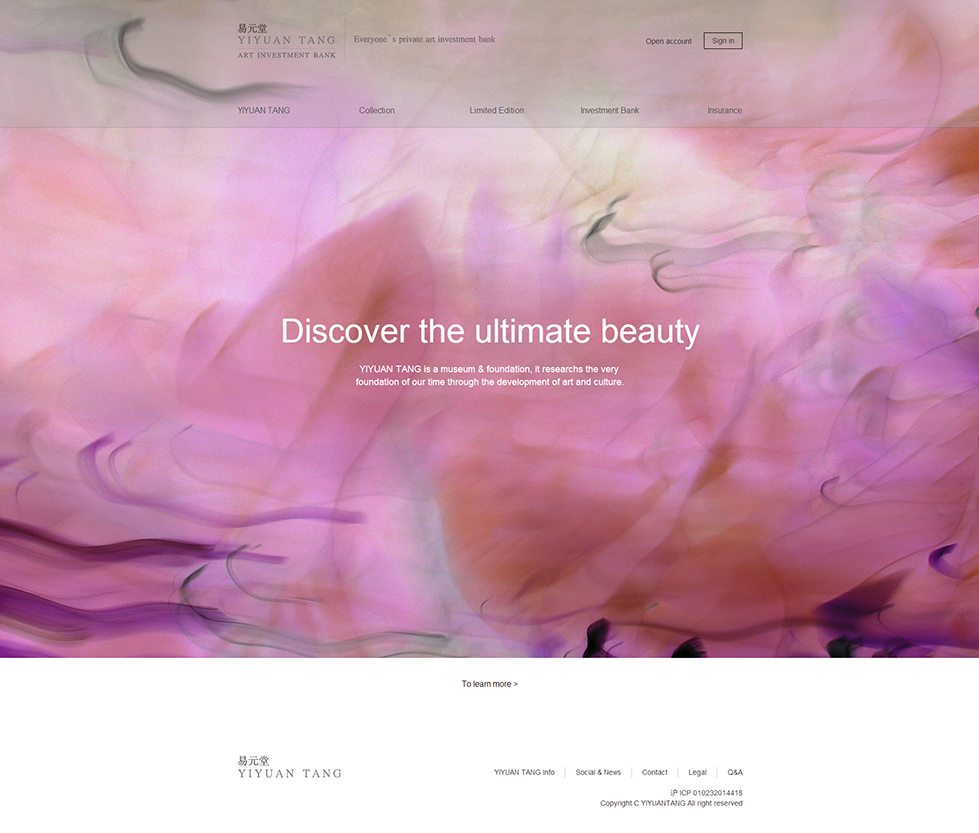 易元堂
YIYUAN TANG
ART INVESTMENT BANK
Everyone's private art investment bank
Open account
Sign in
YIYUAN TANG
Collection
Limited Edition
Investment Bank
Insurance
Discover the ultimate beauty
YIYUAN TANG is a museum & foundation, it researchs the very
foundation of our time through the development of art and culture.
To learn more >
易元堂
YIYUAN TANG
YIYUAN TANG Info
Social & News
Contact
Legal
Q&A
沪 ICP 010232014418
Copyright C YIYUANTANG All right reserved